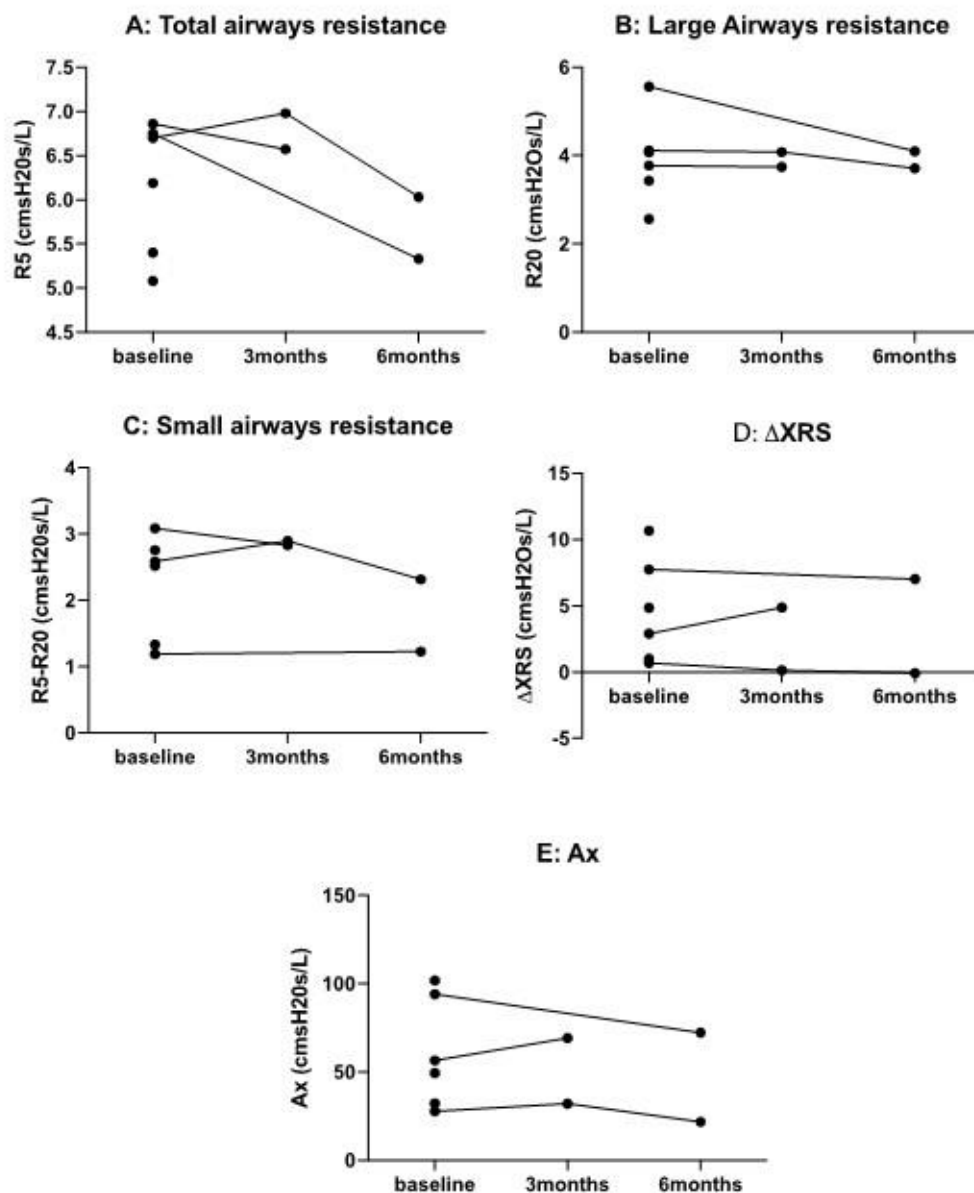 A: Total airways resistance
R5 (cmsH20s/L)
7.5
7.0
6.5
6.0
5.5
5.0
4.5
baseline 3months 6months
B: Large Airways resistance
R20 (cmsH2Os/L)
6
4
2
0
baseline 3months 6months
C: Small airways resistance
R5-R20 (cmsH20s/L)
4
3
2
1
0
baseline 3months 6months
D: ΔXRS
ΔXRS (cmsH2Os/L)
15
10
5
0
-5
baseline 3months 6months
E: Ax
Ax (cmsH20s/L)
150
100
50
0
baseline 3months 6months